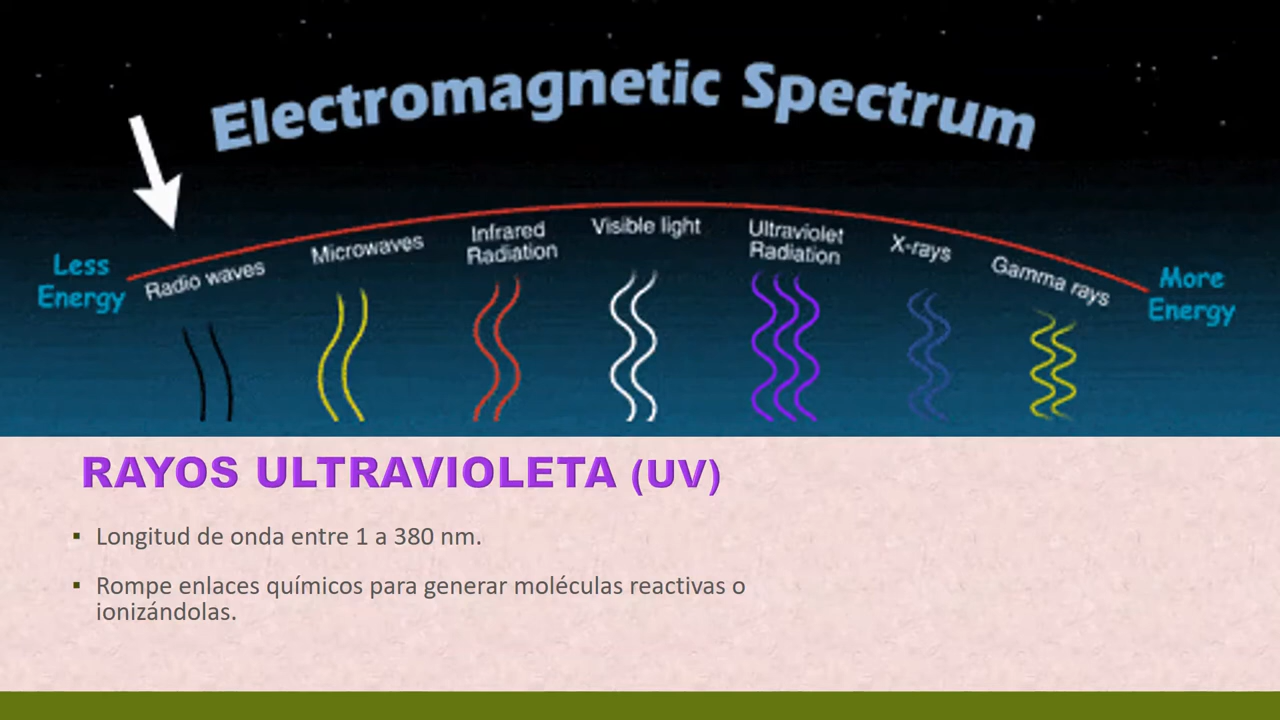 Electromagnetic Spectrum
Less
Energy
Radio waves
Microwaves
Infrared
Radiation
Visible light
Ultraviolet
Radiation
X-rays
Gamma rays
More
Energy
RAYOS ULTRAVIOLETA (UV)
▪ Longitud de onda entre 1 a 380 nm.
▪ Rompe enlaces químicos para generar moléculas reactivas o
ionizándolas.